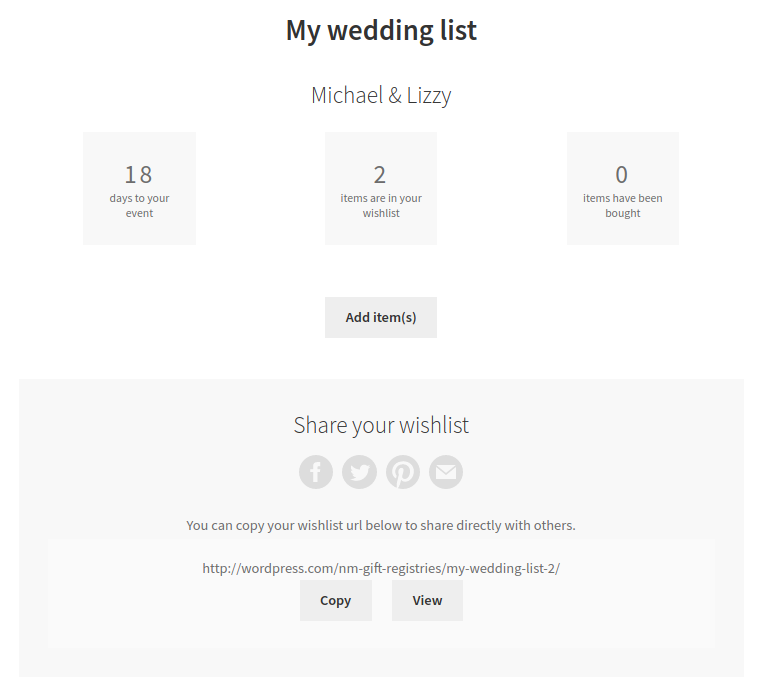 My wedding list
Michael & Lizzy
18
days to your
event
2
items are in your
wishlist
0
items have been
bought
Add item(s)
Share your wishlist
You can copy your wishlist url below to share directly with others.
http://wordpress.com/nm-gift-registries/my-wedding-list-2/
Copy View